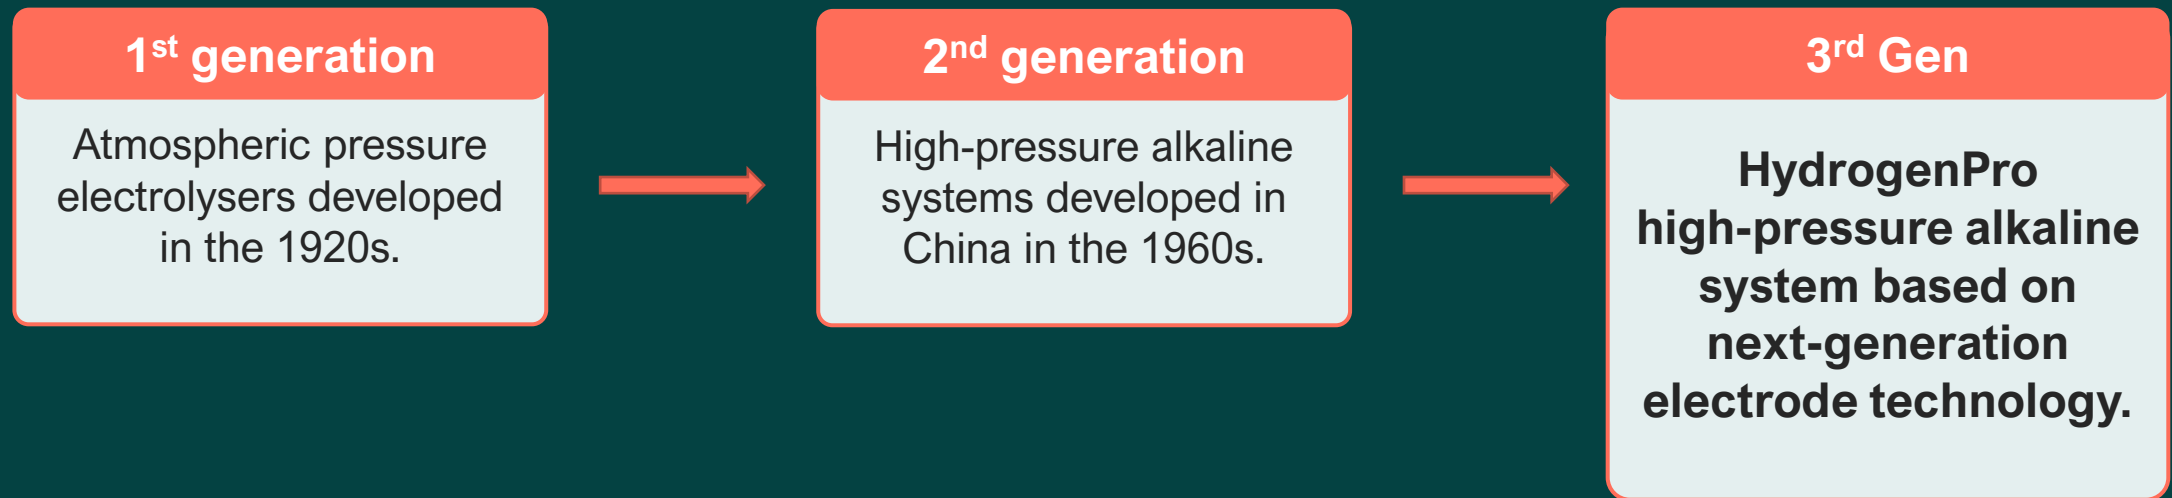 1st generation
Atmospheric pressure
electrolysers developed
in the 1920s.
2nd generation
High-pressure alkaline
systems developed in
China in the 1960s.
3rd Gen
HydrogenPro
high-pressure alkaline
system based on
next-generation
electrode technology.